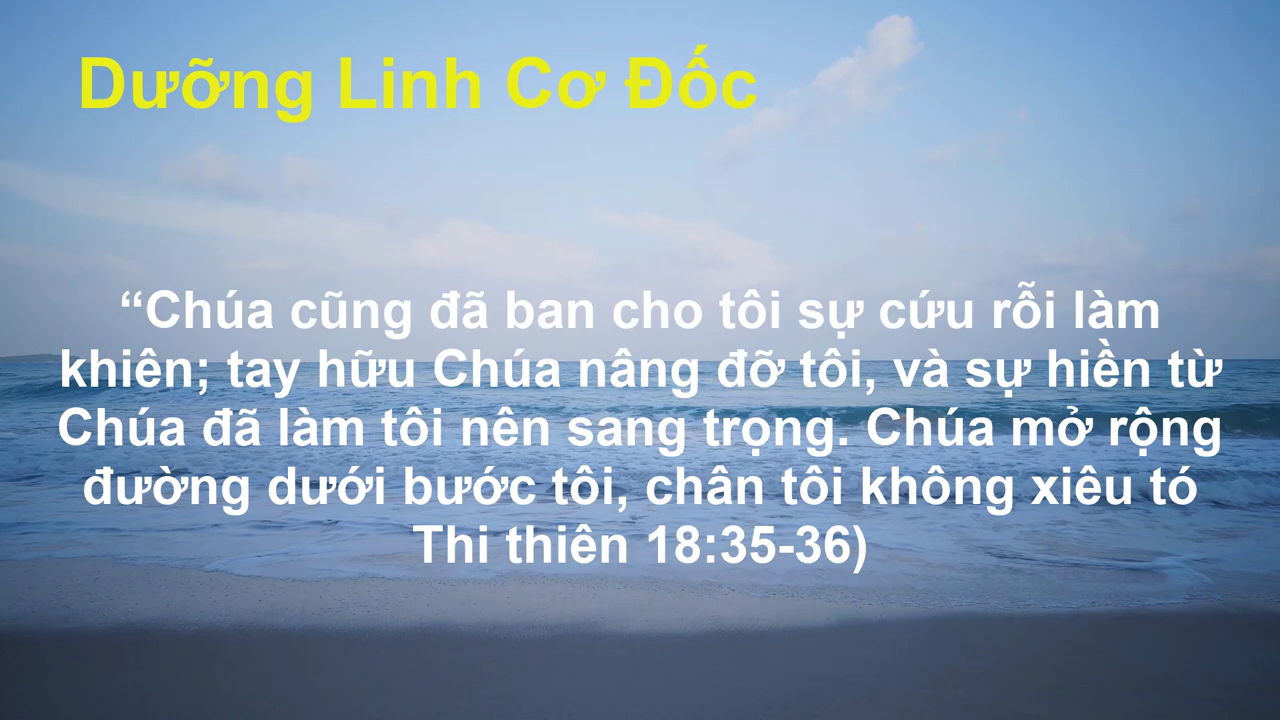 Dưỡng Linh Cơ Đốc
“Chúa cũng đã ban cho tôi sự cứu rỗi làm
khiên; tay hữu Chúa nâng đỡ tôi, và sự hiền từ
Chúa đã làm tôi nên sang trọng. Chúa mở rộng
đường dưới bước tôi, chân tôi không xiêu tó
Thi thiên 18:35-36)